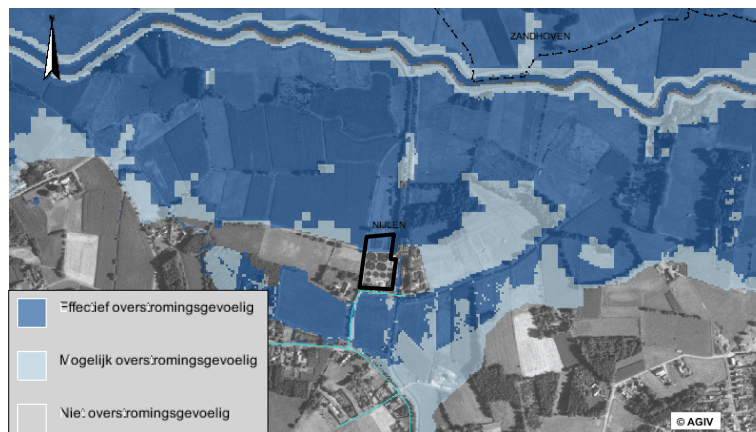 ZANDHOVEN
NIJLEN
Effectief overstromingsgevoelig
Mogelijk overstromingsgevoelig
Niet overstromingsgevoelig
© AGIV